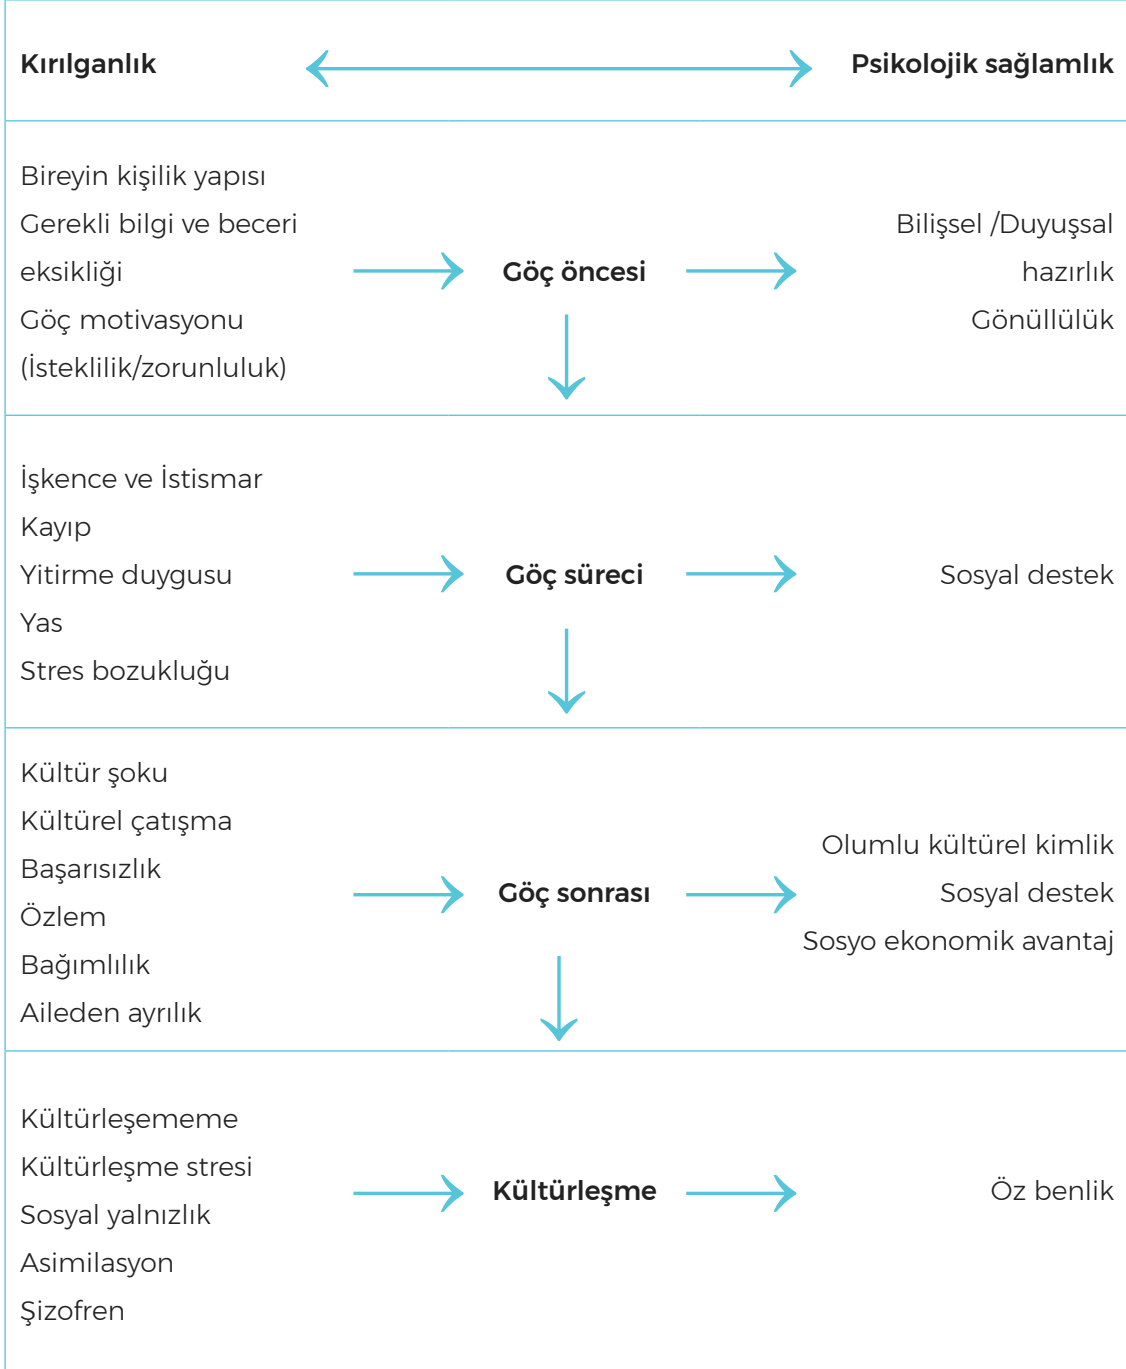 Kırılganlık
Psikolojik sağlamlık
Bireyin kişilik yapısı
Gerekli bilgi ve beceri
eksikliği
Göç motivasyonu
(İsteklilik/zorunluluk)
Göç öncesi
Bilişsel /Duyuşsal
hazırlık
Gönüllülük
İşkence ve İstismar
Kayıp
Yitirme duygusu
Yas
Stres bozukluğu
Göç süreci
Sosyal destek
Kültür şoku
Kültürel çatışma
Başarısızlık
Özlem
Bağımlılık
Aileden ayrılık
Göç sonrası
Olumlu kültürel kimlik
Sosyal destek
Sosyo ekonomik avantaj
Kültürleşememe
Kültürleşme stresi
Sosyal yalnızlık
Asimilasyon
Şizofren
Kültürleşme
Öz benlik